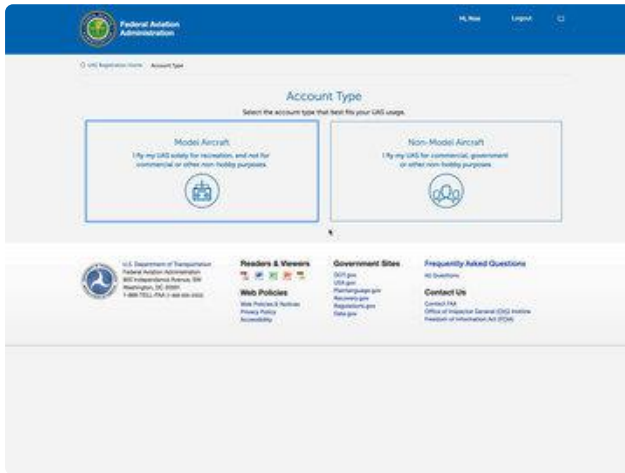 Federal Aviation
Administration
Hi, Noe
Logout
UAS Registration Home
Account Type
Account Type
Select the account type that best fits your UAS usage.
Model Aircraft
I fly my UAS solely for recreation, and not for
commercial or other non-hobby purposes.
Non-Model Aircraft
I fly my UAS for commercial, government
or other non-hobby purposes.
U.S. Department of Transportation
Federal Aviation Administration
800 Independence Avenue, SW
Washington, DC 20591
Readers & Viewers
Web Policies
Web Policies & Notices
Privacy Policy
Accessibility
Government Sites
DOT.gov
USA.gov
Plainlanguage.gov
Recovery.gov
Regulations.gov
Data.gov
Frequently Asked Questions
All Questions
Contact Us
Contact FAA
Office of Inspector General (OIG) Hotline
Freedom of Information Act (FOIA)